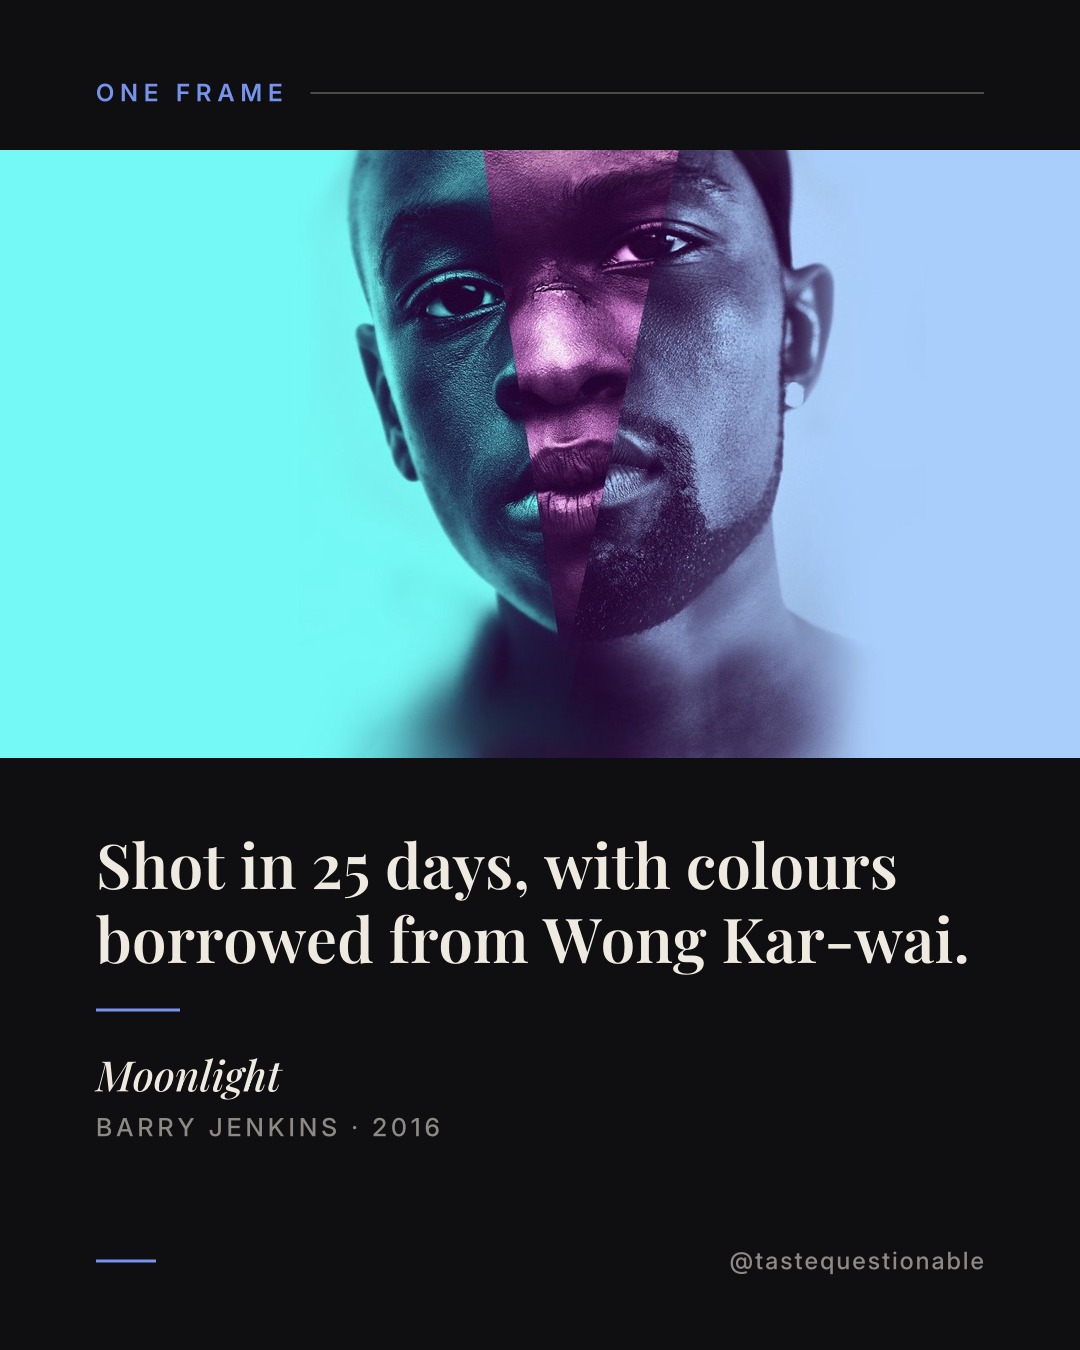 ONE FRAME
Shot in 25 days, with colours
borrowed from Wong Kar-wai.
Moonlight
BARRY JENKINS · 2016
@tastequestionable